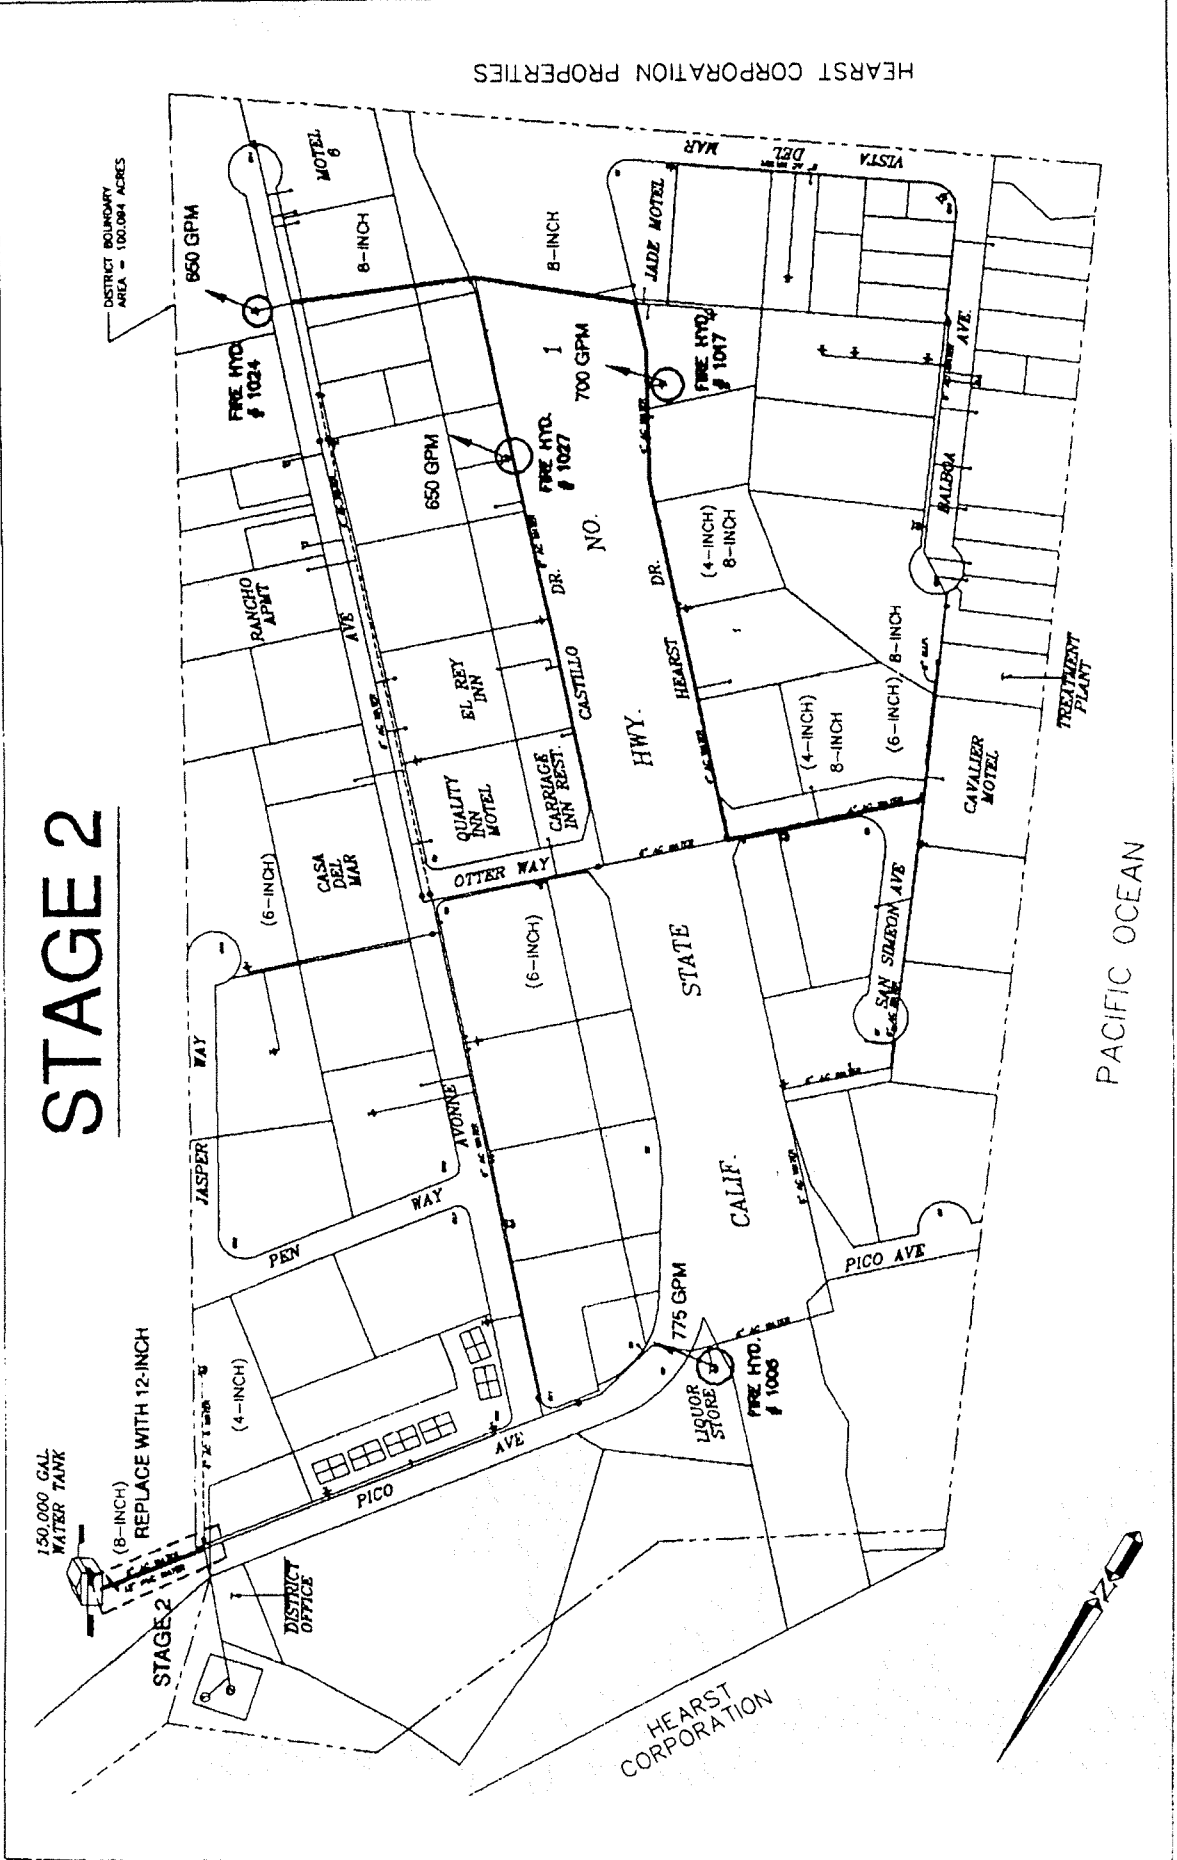 STAGE 2
HEARST CORPORATION PROPERTIES
DISTRICT BOUNDARY
AREA = 100.094 ACRES
650 GPM
FIRE HYD.
# 1024
MOTEL
6
8-INCH
8-INCH
JADE MOTEL
VISTA
DEL
MAR
1
700 GPM
FIRE HYD.
# 1017
650 GPM
FIRE HYD.
# 1027
RANCHO
APMT
AVE
EL REY
INN
CASTILLO
DR.
NO.
HWY.
HEARST
DR.
(4-INCH)
8-INCH
(4-INCH)
8-INCH
(6-INCH)
8-INCH
BALBOA
AVE.
TREATMENT
PLANT
CAVALIER
MOTEL
(6-INCH)
CASA
DEL
MAR
QUALITY
INN
MOTEL
CARRIAGE
INN REST.
OTTER WAY
(6-INCH)
STATE
SAN SIMEON AVE
PACIFIC OCEAN
JASPER
WAY
AVONNE
PEN
WAY
CALIF.
PICO AVE
775 GPM
FIRE HYD.
# 1006
LIQUOR
STORE
150,000 GAL
WATER TANK
(8-INCH)
REPLACE WITH 12-INCH
(4-INCH)
PICO
AVE
STAGE 2
DISTRICT
OFFICE
HEARST
CORPORATION
N